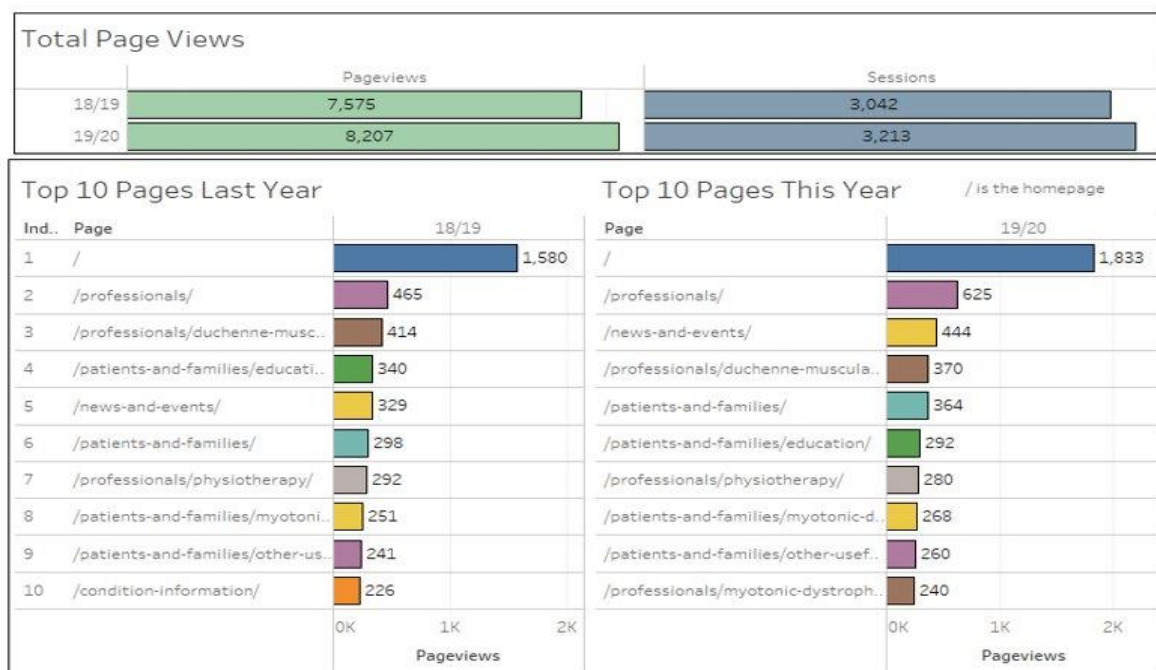 Total Page Views
Pageviews Sessions
18/19 7,575 3,042
19/20 8,207 3,213
Top 10 Pages Last Year
Ind.. Page 18/19
1 / 1,580
2 /professionals/ 465
3 /professionals/duchenne-musc.. 414
4 /patients-and-families/educati.. 340
5 /news-and-events/ 329
6 /patients-and-families/ 298
7 /professionals/physiotherapy/ 292
8 /patients-and-families/myotoni.. 251
9 /patients-and-families/other-us.. 241
10 /condition-information/ 226
0K 1K 2K
Pageviews
Top 10 Pages This Year / is the homepage
Page 19/20
/ 1,833
/professionals/ 625
/news-and-events/ 444
/professionals/duchenne-muscula.. 370
/patients-and-families/ 364
/patients-and-families/education/ 292
/professionals/physiotherapy/ 280
/patients-and-families/myotonic-d.. 268
/patients-and-families/other-usef.. 260
/professionals/myotonic-dystroph.. 240
0K 1K 2K
Pageviews